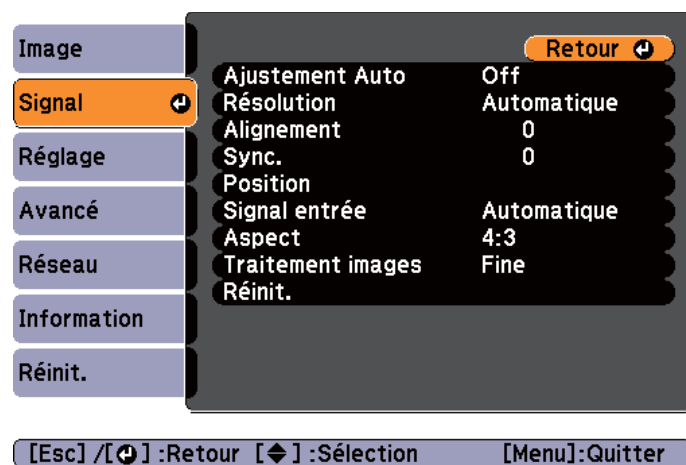 Image
Signal
Réglage
Avancé
Réseau
Information
Réinit.
Retour
Ajustement Auto Off
Résolution Automatique
Alignement 0
Sync. 0
Position
Signal entrée Automatique
Aspect 4:3
Traitement images Fine
Réinit.
[Esc] /[ ] :Retour [ ] :Sélection [Menu]:Quitter